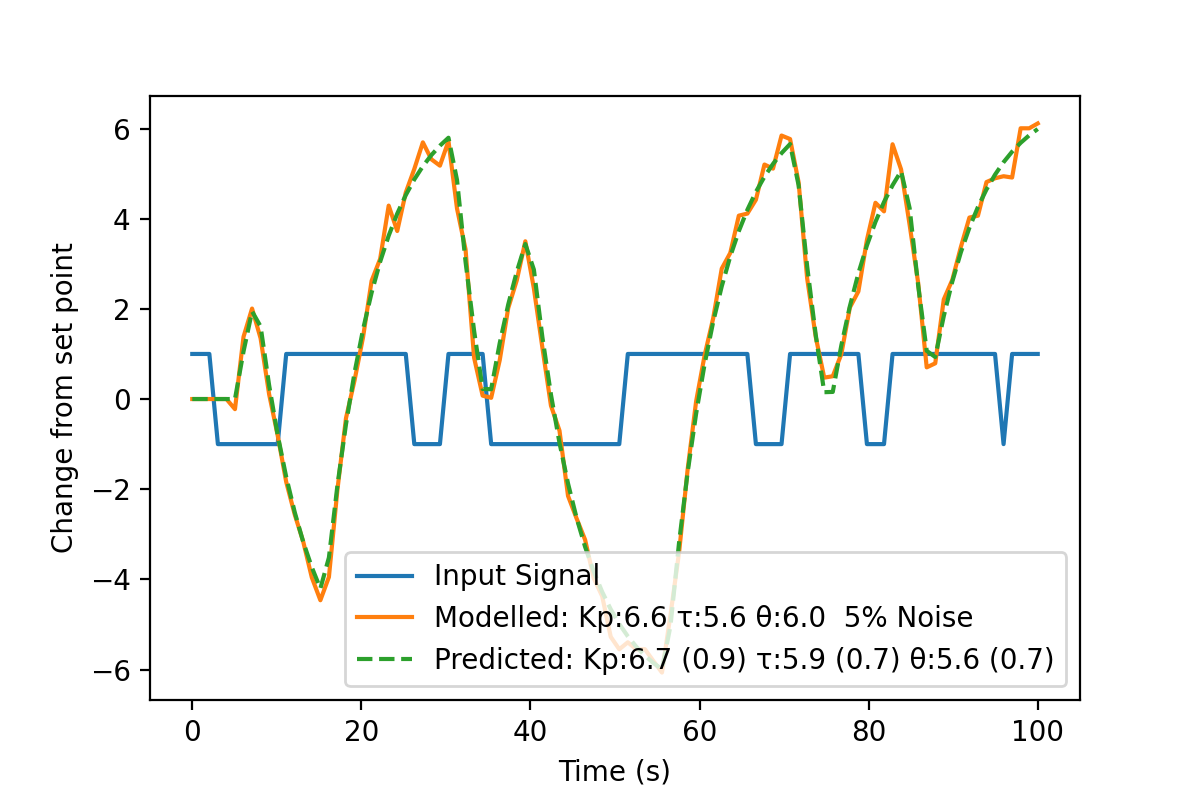 6
4
2
0
−2
−4
−6
Change from set point
Input Signal
Modelled: Kp:6.6 τ:5.6 θ:6.0  5% Noise
Predicted: Kp:6.7 (0.9) τ:5.9 (0.7) θ:5.6 (0.7)
0 20 40 60 80 100
Time (s)